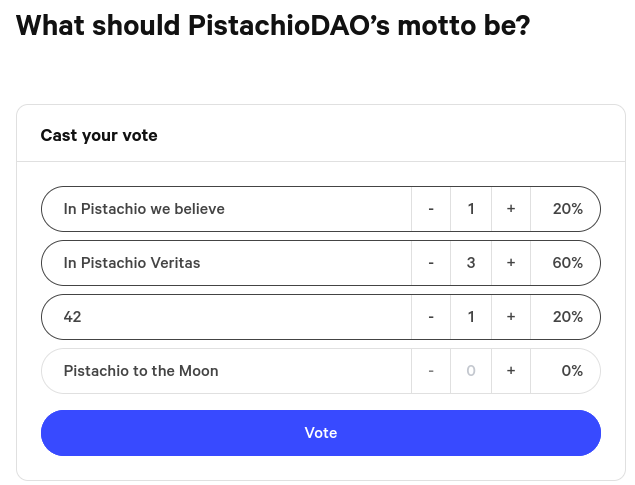 What should PistachioDAO’s motto be?
Cast your vote
In Pistachio we believe - 1 + 20%
In Pistachio Veritas - 3 + 60%
42 - 1 + 20%
Pistachio to the Moon - 0 + 0%
Vote